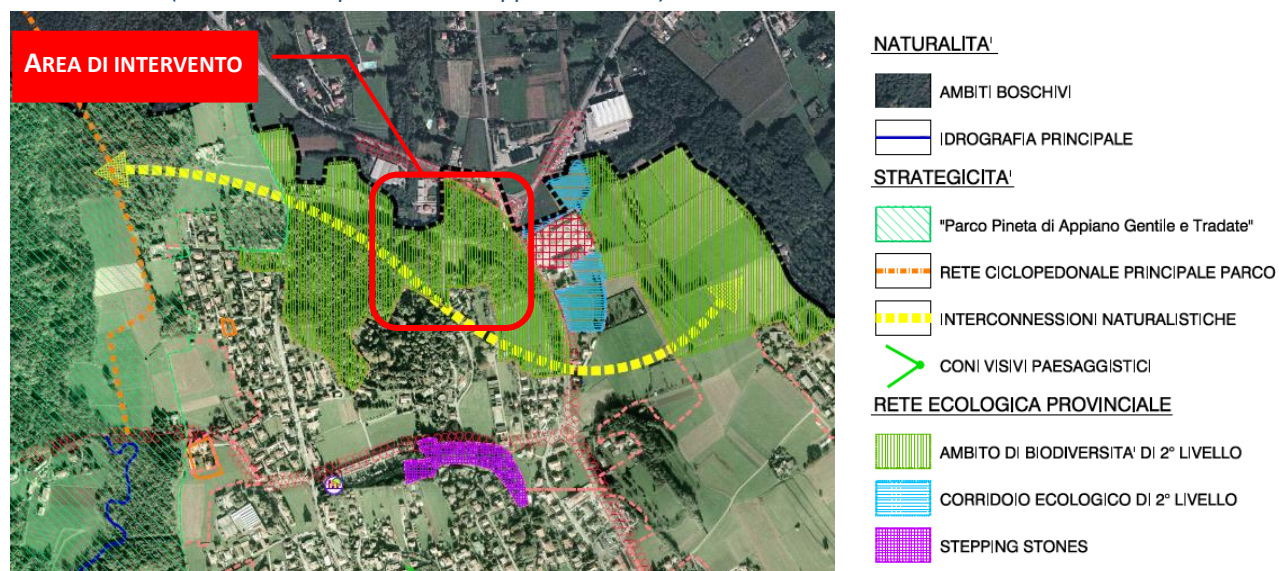 AREA DI INTERVENTO
NATURALITA'
AMBITI BOSCHIVI
IDROGRAFIA PRINCIPALE
STRATEGICITA'
"Parco Pineta di Appiano Gentile e Tradate"
RETE CICLOPEDONALE PRINCIPALE PARCO
INTERCONNESSIONI NATURALISTICHE
CONI VISIVI PAESAGGISTICI
RETE ECOLOGICA PROVINCIALE
AMBITO DI BIODIVERSITA' DI 2° LIVELLO
CORRIDOIO ECOLOGICO DI 2° LIVELLO
STEPPING STONES